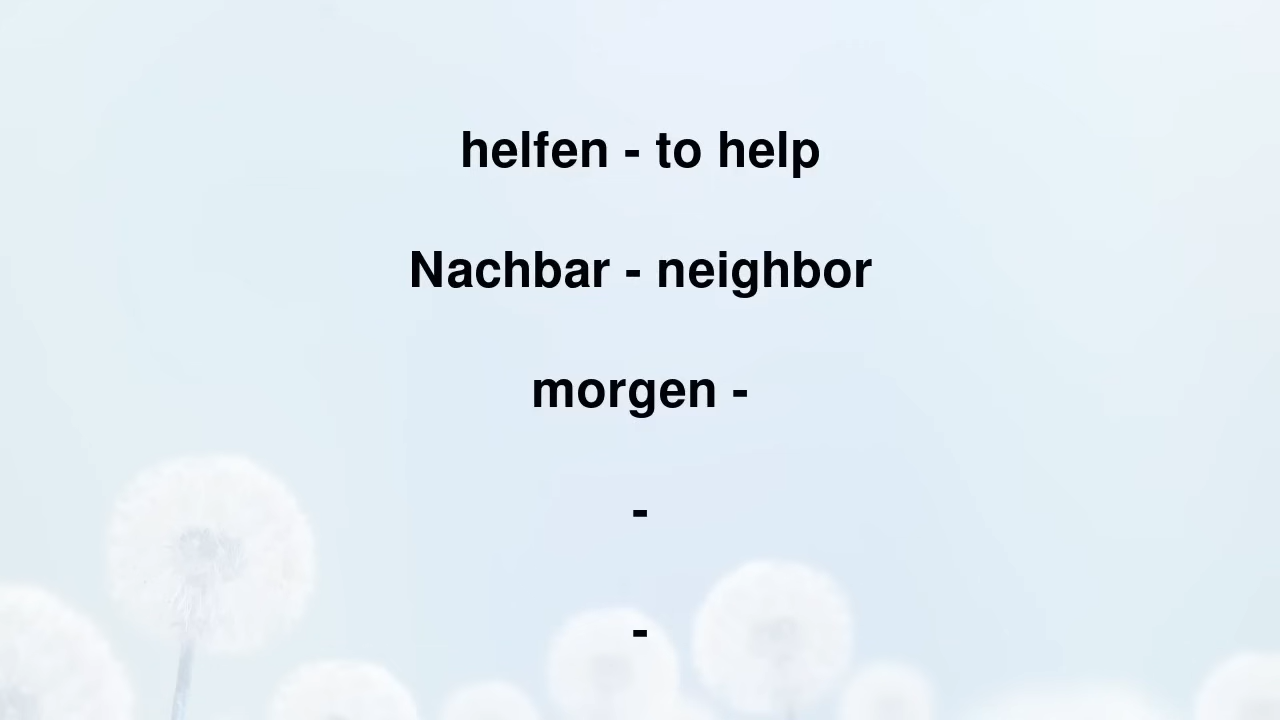 helfen - to help
Nachbar - neighbor
morgen -
-
-